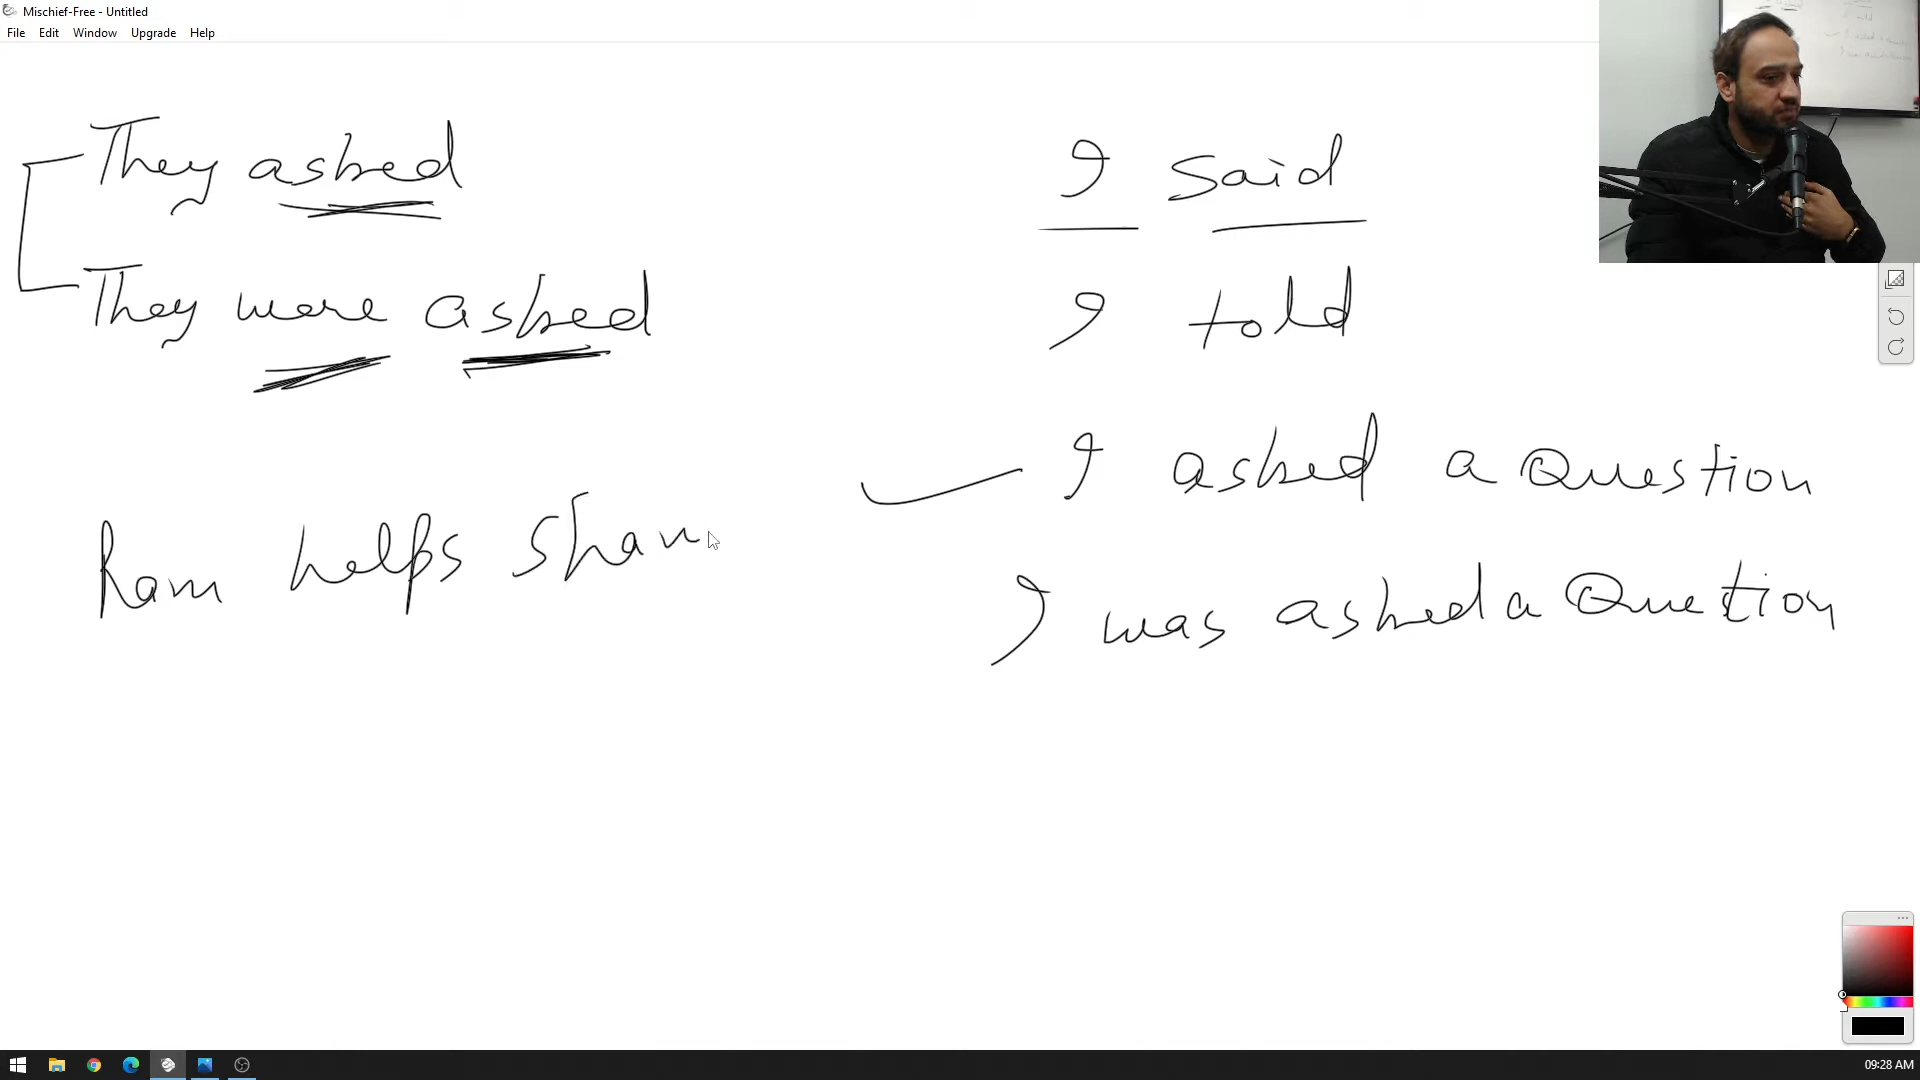 Mischief-Free - Untitled
File Edit Window Upgrade Help
They asked
They were asked
Ram helps Sham
I said
I told
I asked a Question
I was asked a Question
09:28 AM